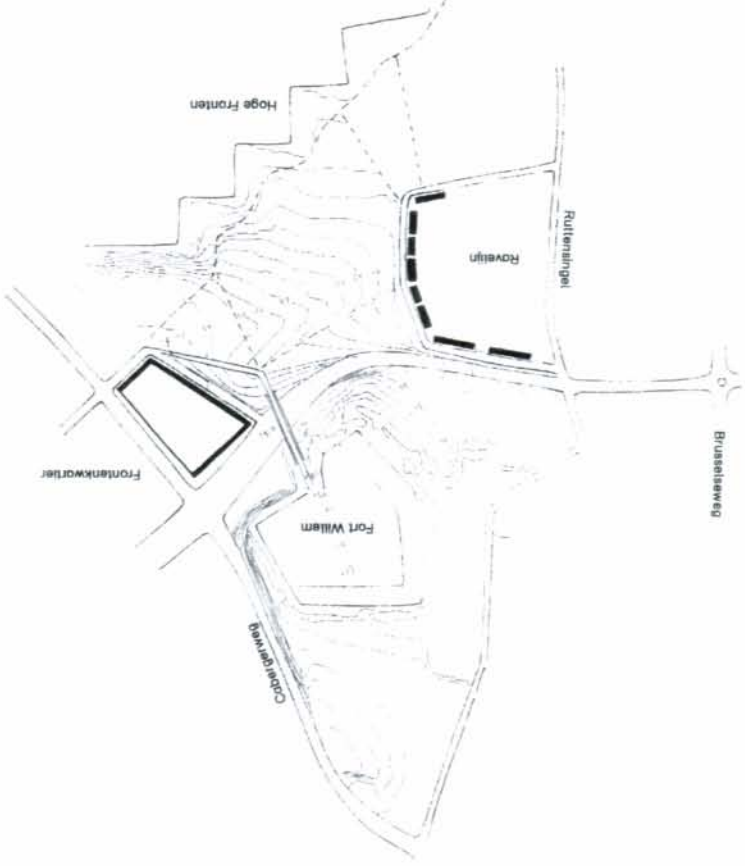 Hoge Fronten
Ruttensingel
Ravelijn
Frontenkwartier
Brusselseweg
Fort Willem
Cabergerweg